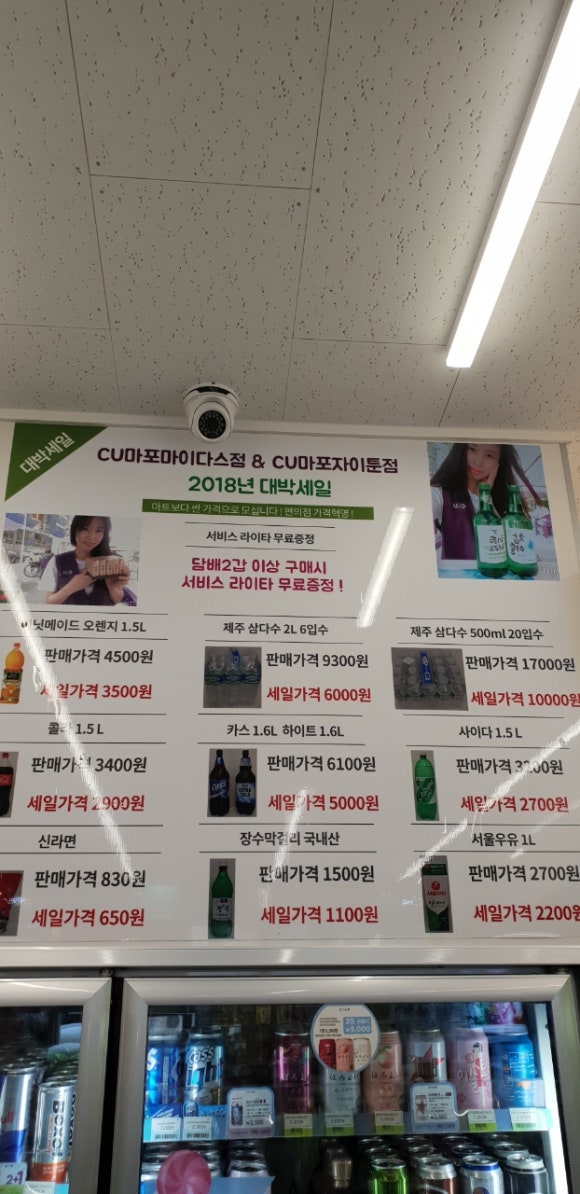 대박세일
CU마포마이다스점 & CU마포자이툰점
2018년 대박세일
마트보다 싼 가격으로 모십니다! 편의점 가격혁명!
서비스 라이타 무료증정
담배2갑 이상 구매시
서비스 라이타 무료증정!
미닛메이드 오렌지 1.5L
판매가격 4500원
세일가격 3500원
제주 삼다수 2L 6입수
판매가격 9300원
세일가격 6000원
제주 삼다수 500ml 20입수
판매가격 17000원
세일가격 10000원
콜라 1.5 L
판매가격 3400원
세일가격 2900원
카스 1.6L 하이트 1.6L
판매가격 6100원
세일가격 5000원
사이다 1.5 L
판매가격 3200원
세일가격 2700원
신라면
판매가격 830원
세일가격 650원
장수막걸리 국내산
판매가격 1500원
세일가격 1100원
서울우유 1L
판매가격 2700원
세일가격 2200원
2+1